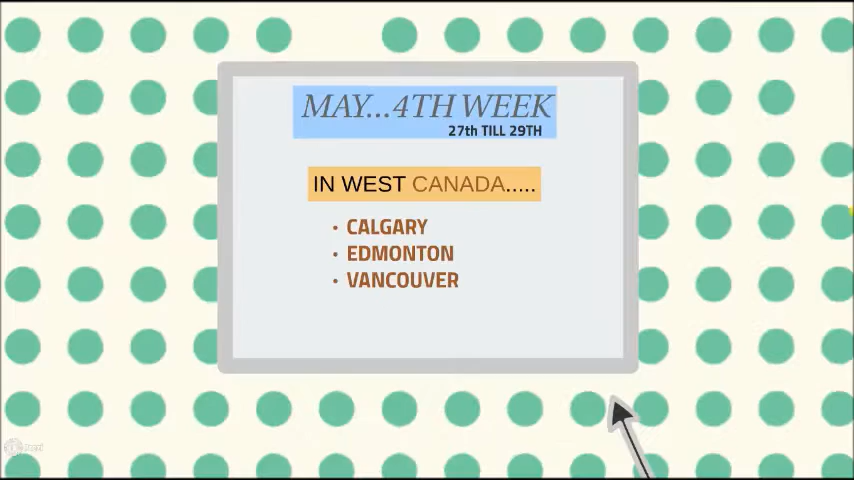 MAY...4TH WEEK
27th TILL 29TH
IN WEST CANADA.....
• CALGARY
• EDMONTON
• VANCOUVER